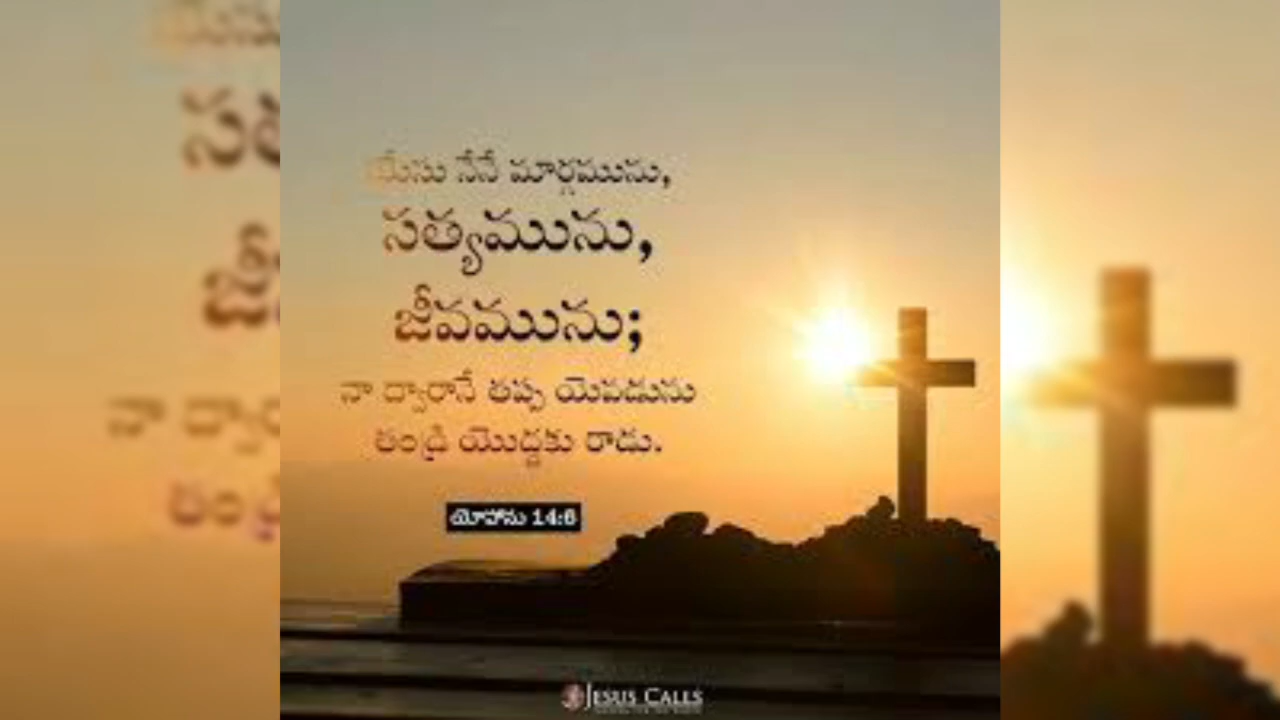 యేసు నేనే మార్గమును,
సత్యమును,
జీవమును;
నా ద్వారానే తప్ప యెవడును
తండ్రి యొద్దకు రాడు.
యోహాను 14:6
JESUS CALLS